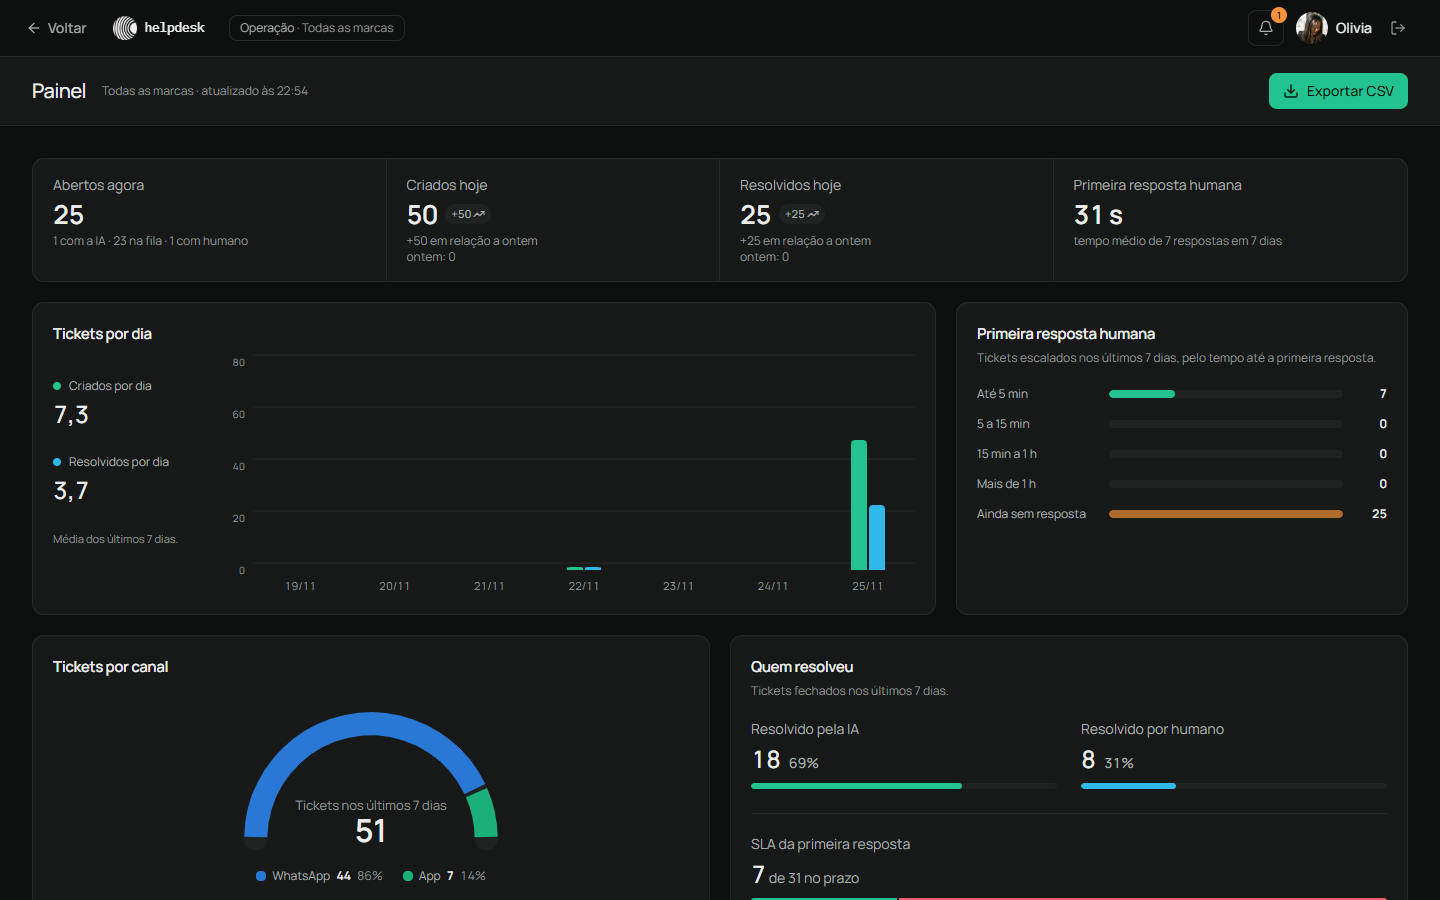 Voltar
helpdesk
Operação · Todas as marcas
1
Olivia
Painel
Todas as marcas · atualizado às 22:54
Exportar CSV
Abertos agora
25
1 com a IA · 23 na fila · 1 com humano
Criados hoje
50 +50
+50 em relação a ontem
ontem: 0
Resolvidos hoje
25 +25
+25 em relação a ontem
ontem: 0
Primeira resposta humana
31 s
tempo médio de 7 respostas em 7 dias
Tickets por dia
Criados por dia
7,3
Resolvidos por dia
3,7
Média dos últimos 7 dias.
80
60
40
20
0
19/11 20/11 21/11 22/11 23/11 24/11 25/11
Primeira resposta humana
Tickets escalados nos últimos 7 dias, pelo tempo até a primeira resposta.
Até 5 min 7
5 a 15 min 0
15 min a 1 h 0
Mais de 1 h 0
Ainda sem resposta 25
Tickets por canal
Tickets nos últimos 7 dias
51
WhatsApp 44 86% App 7 14%
Quem resolveu
Tickets fechados nos últimos 7 dias.
Resolvido pela IA
18 69%
Resolvido por humano
8 31%
SLA da primeira resposta
7 de 31 no prazo